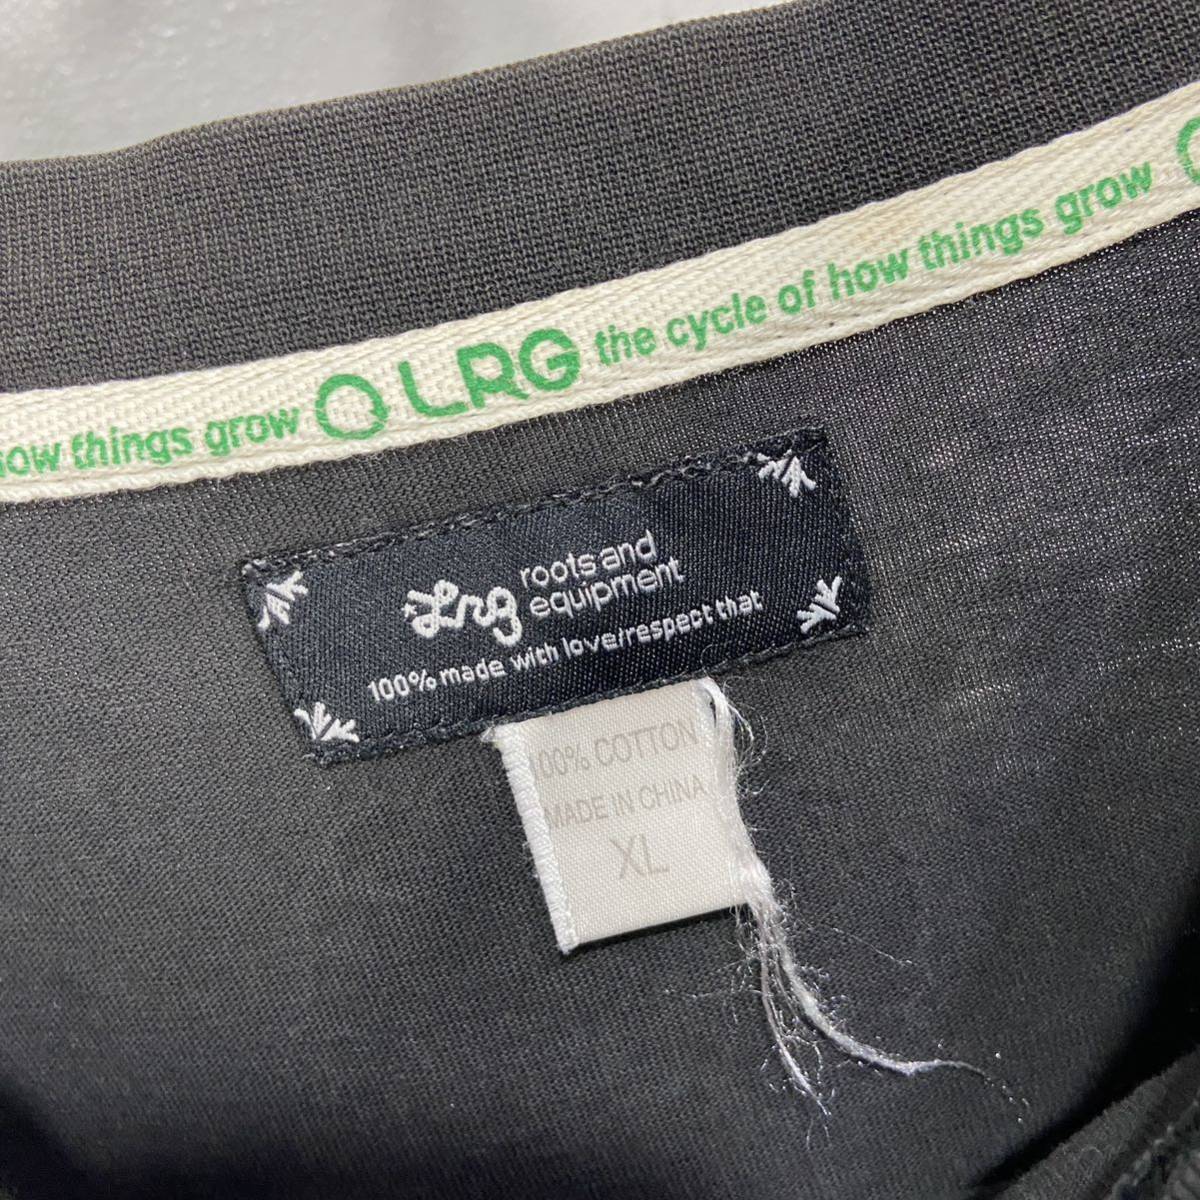 how things grow LRG the cycle of how things grow
Lrg roots and
equipment
100% made with love/respect that
100% COTTON
MADE IN CHINA
XL